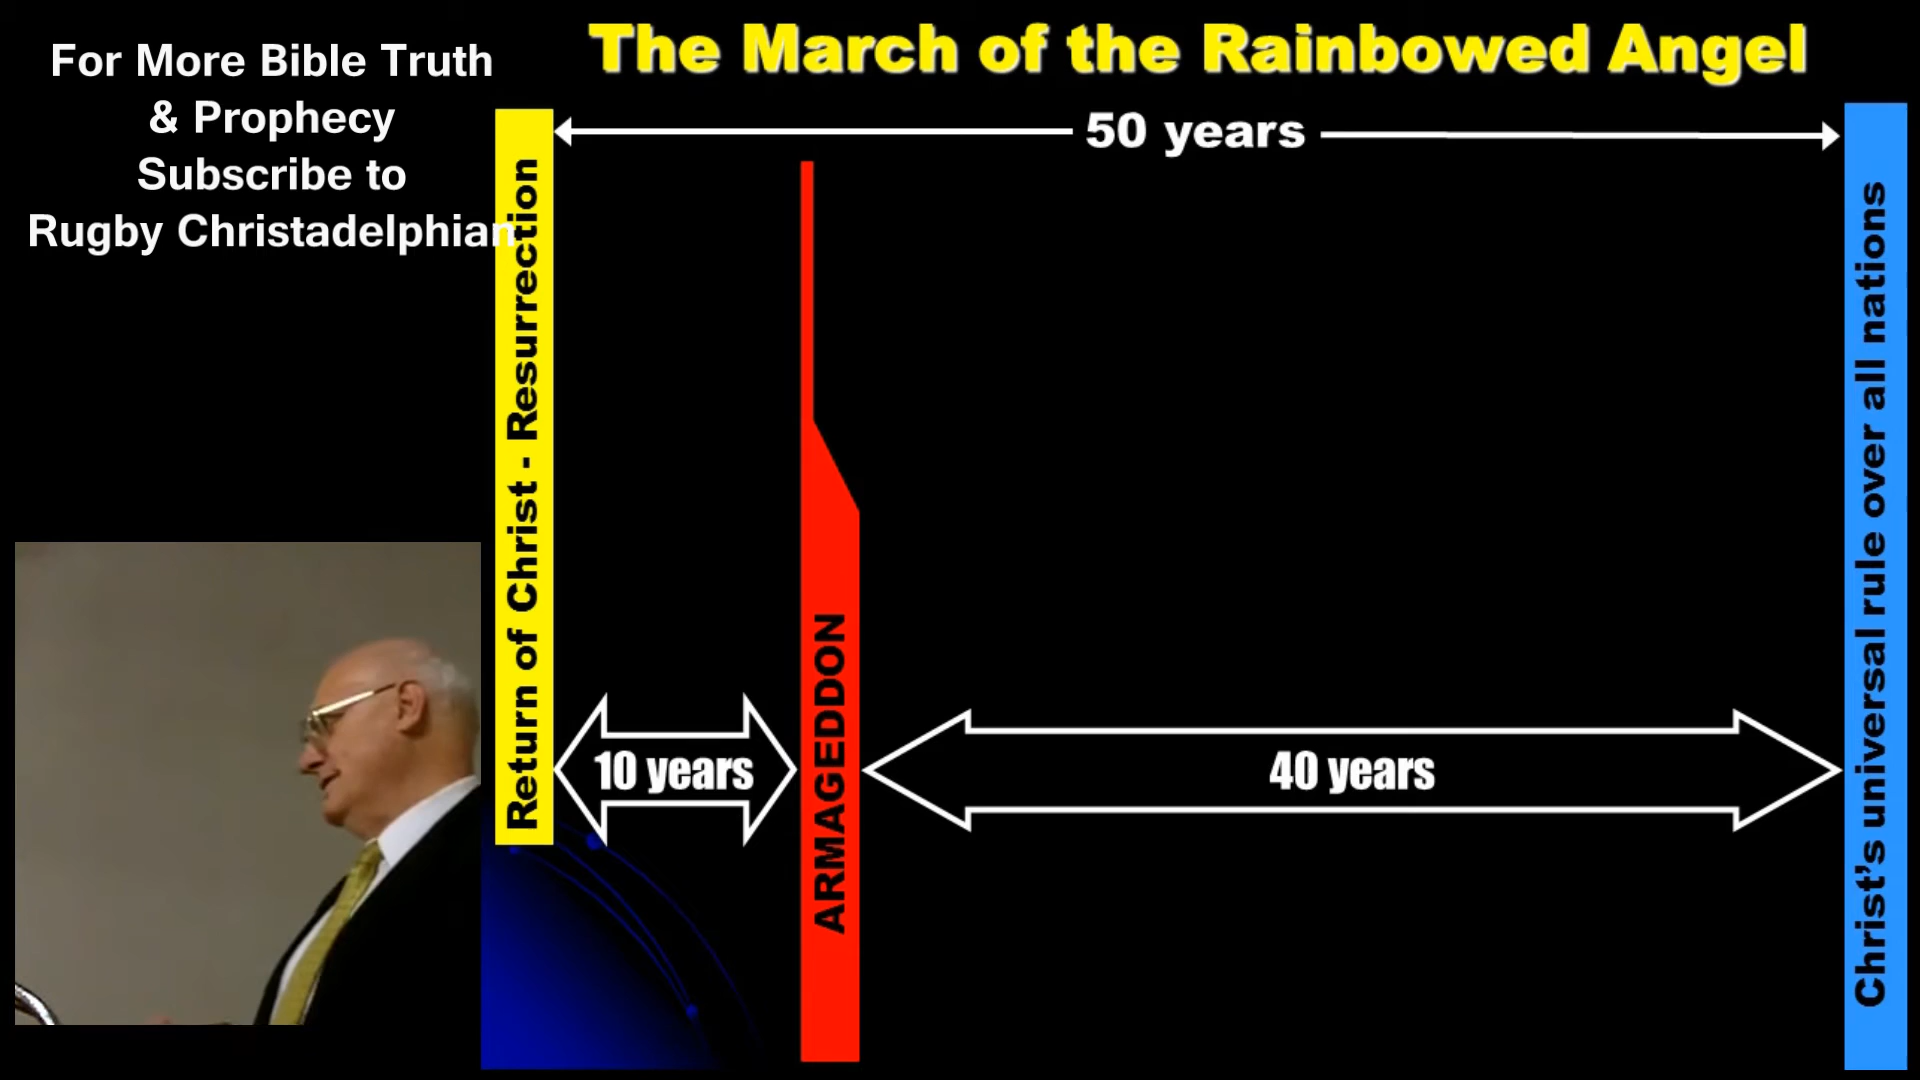 For More Bible Truth
& Prophecy
Subscribe to
Rugby Christadelphian
The March of the Rainbowed Angel
50 years
Return of Christ - Resurrection
10 years
ARMAGEDDON
40 years
Christ's universal rule over all nations